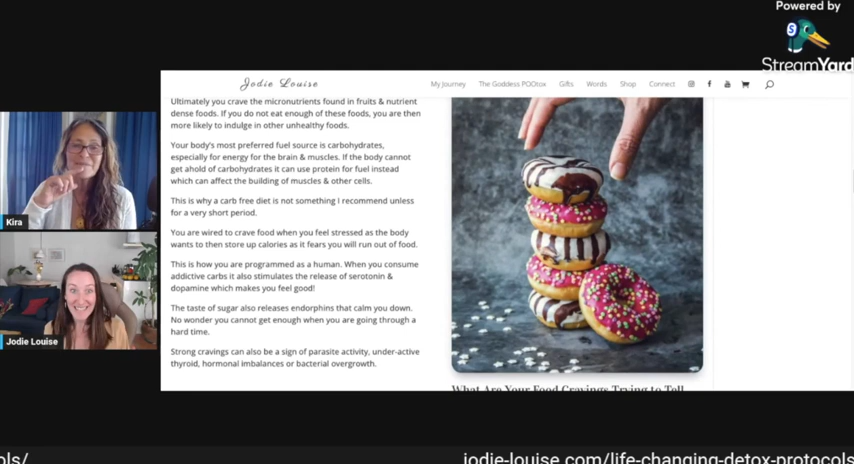 Powered by
StreamYard
Jodie Louise
My Journey The Goddess POOtox Gifts Words Shop Connect
Ultimately you crave the micronutrients found in fruits & nutrient
dense foods. If you do not eat enough of these foods, you are then
more likely to indulge in other unhealthy foods.
Your body's most preferred fuel source is carbohydrates,
especially for energy for the brain & muscles. If the body cannot
get ahold of carbohydrates it can use protein for fuel instead
which can affect the building of muscles & other cells.
This is why a carb free diet is not something I recommend unless
for a very short period.
You are wired to crave food when you feel stressed as the body
wants to then store up calories as it fears you will run out of food.
This is how you are programmed as a human. When you consume
addictive carbs it also stimulates the release of serotonin &
dopamine which makes you feel good!
The taste of sugar also releases endorphins that calm you down.
No wonder you cannot get enough when you are going through a
hard time.
Strong cravings can also be a sign of parasite activity, under-active
thyroid, hormonal imbalances or bacterial overgrowth.
What Are Your Food Cravings Trying to Tell
Kira
Jodie Louise
ols/
jodie-louise.com/life-changing-detox-protocols